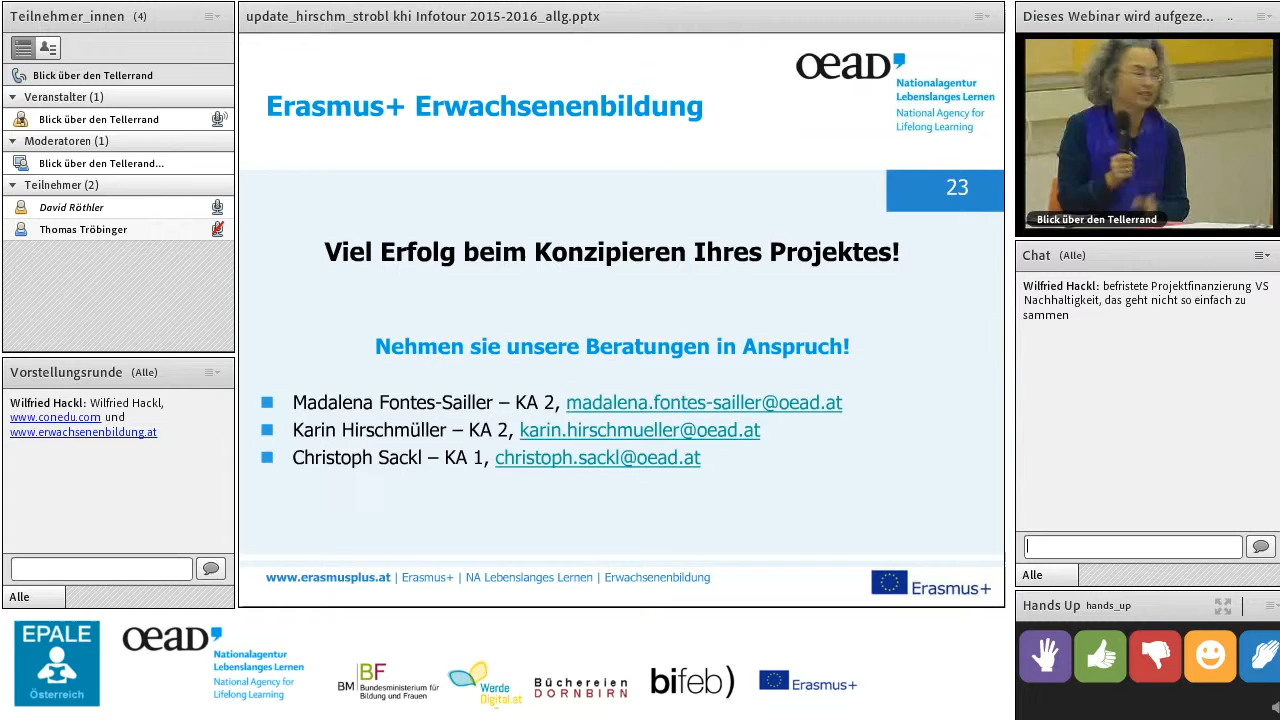 Teilnehmer_innen (4)
Blick über den Tellerrand
Veranstalter (1)
Blick über den Tellerrand
Moderatoren (1)
Blick über den Tellerrand...
Teilnehmer (2)
David Röthler
Thomas Tröbinger
Vorstellungsrunde (Alle)
Wilfried Hackl: Wilfried Hackl,
www.conedu.com und
www.erwachsenenbildung.at
Alle
update_hirschm_strobl khi Infotour 2015-2016_allg.pptx
Erasmus+ Erwachsenenbildung
OeAD
Nationalagentur
Lebenslanges Lernen
National Agency for
Lifelong Learning
23
Viel Erfolg beim Konzipieren Ihres Projektes!
Nehmen sie unsere Beratungen in Anspruch!
Madalena Fontes-Sailler – KA 2, madalena.fontes-sailler@oead.at
Karin Hirschmüller – KA 2, karin.hirschmueller@oead.at
Christoph Sackl – KA 1, christoph.sackl@oead.at
www.erasmusplus.at | Erasmus+ | NA Lebenslanges Lernen | Erwachsenenbildung
Erasmus+
Dieses Webinar wird aufgeze... ..
Blick über den Tellerrand
Chat (Alle)
Wilfried Hackl: befristete Projektfinanzierung VS
Nachhaltigkeit, das geht nicht so einfach zu
sammen
Alle
Hands Up hands_up
EPALE
Österreich
OeAD
Nationalagentur
Lebenslanges Lernen
National Agency for
Lifelong Learning
BM BF
Bundesministerium für
Bildung und Frauen
Werde
Digital.at
Büchereien
DORNBIRN
bifeb)
Erasmus+